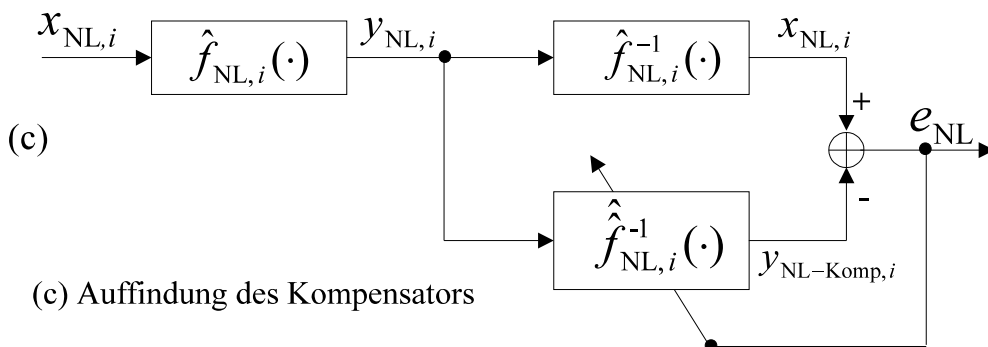 x_NL,i
f̂_NL,i(·)
y_NL,i
f̂⁻¹_NL,i(·)
x_NL,i
+
e_NL
(c)
-
f̂̂⁻¹_NL,i(·)
y_NL−Komp,i
(c) Auffindung des Kompensators